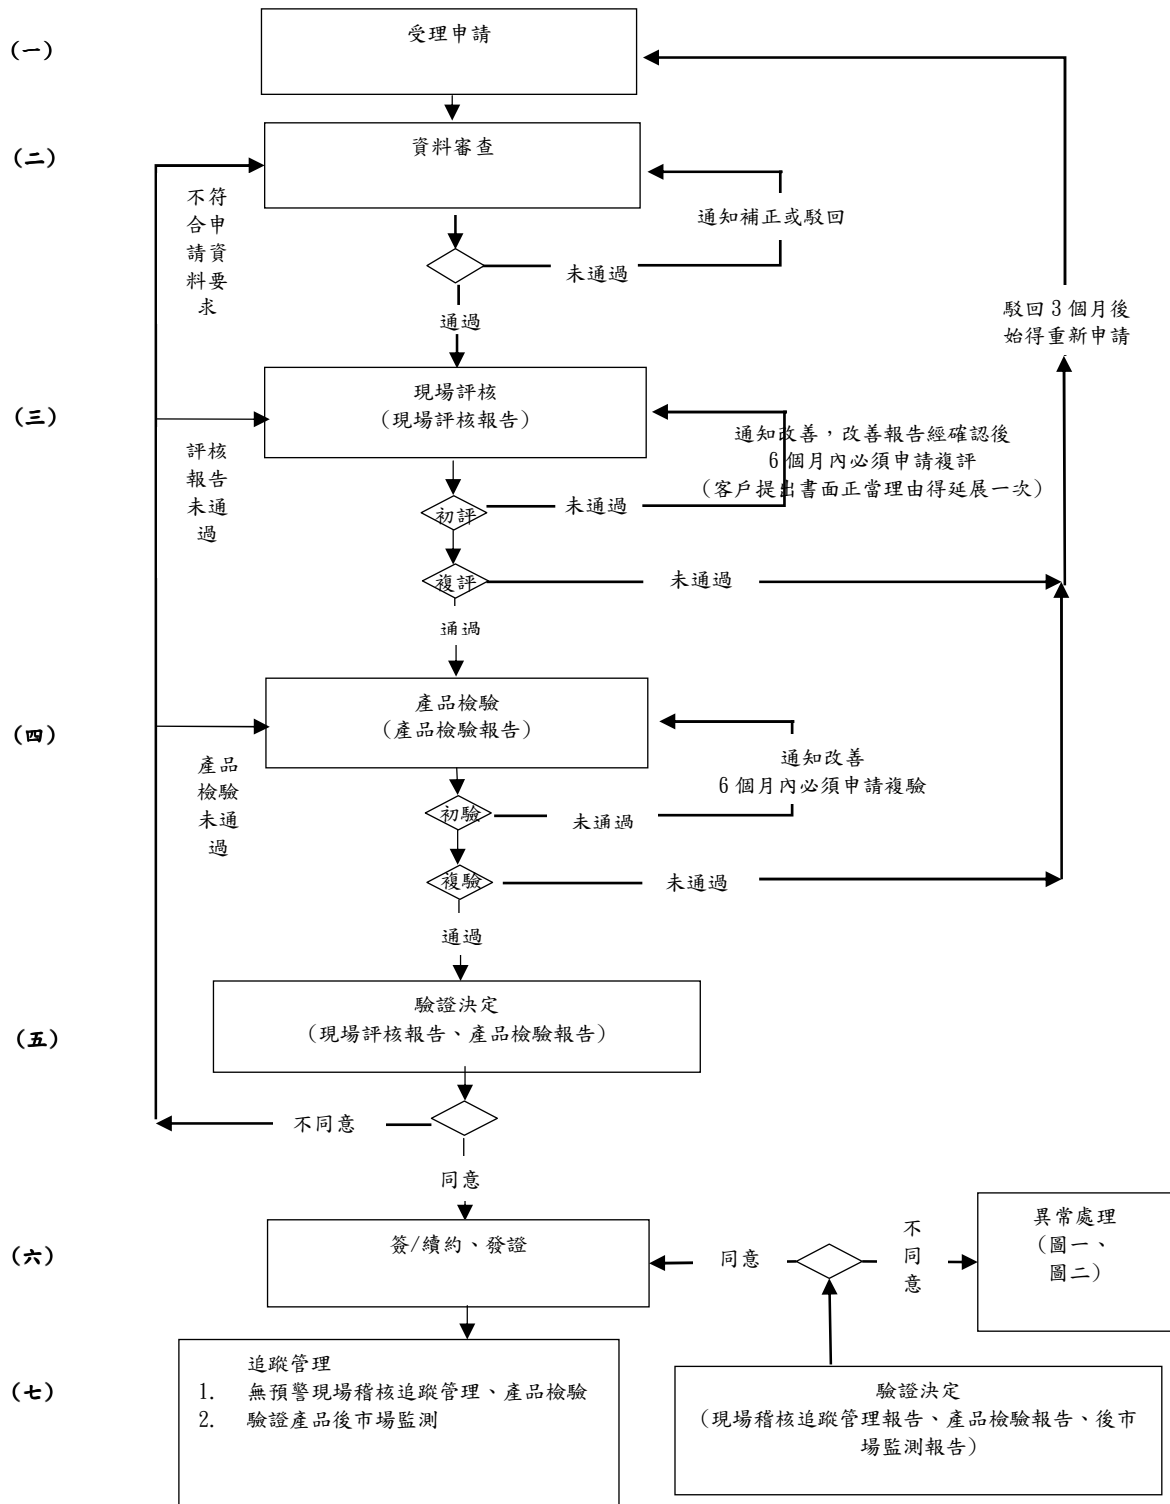 (一)
受理申請
(二)
資料審查
不符
合申
請資
料要
求
通知補正或駁回
未通過
通過
駁回 3 個月後
始得重新申請
(三)
現場評核
(現場評核報告)
評核
報告
未通
過
通知改善，改善報告經確認後
6 個月內必須申請複評
(客戶提出書面正當理由得延展一次)
初評
未通過
複評
未通過
通過
(四)
產品檢驗
(產品檢驗報告)
產品
檢驗
未通
過
通知改善
6 個月內必須申請複驗
初驗
未通過
複驗
未通過
通過
(五)
驗證決定
(現場評核報告、產品檢驗報告)
不同意
同意
(六)
簽/續約、發證
同意
不
同
意
異常處理
(圖一、
圖二)
(七)
追蹤管理
1. 無預警現場稽核追蹤管理、產品檢驗
2. 驗證產品後市場監測
驗證決定
(現場稽核追蹤管理報告、產品檢驗報告、後市
場監測報告)